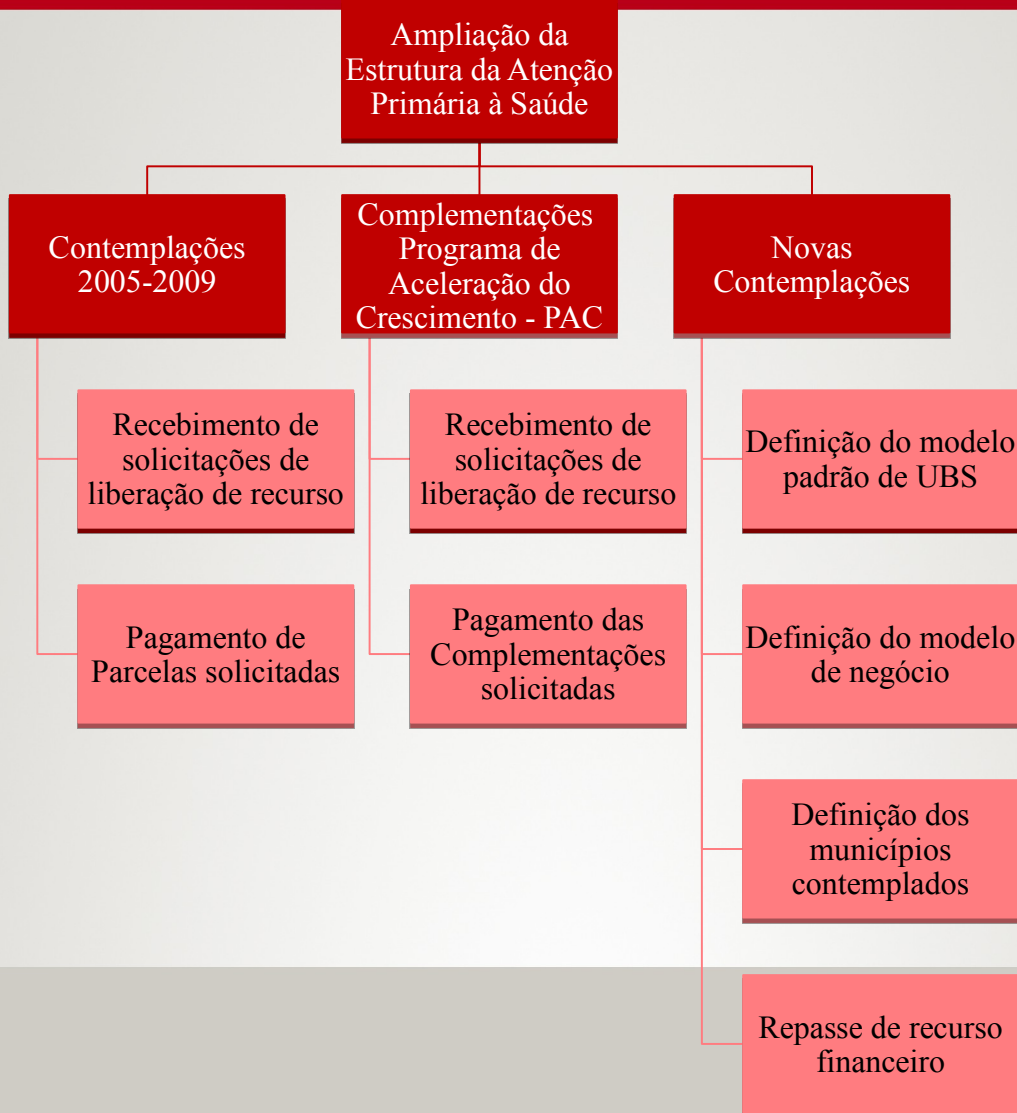 Ampliação da
Estrutura da Atenção
Primária à Saúde
Contemplações
2005-2009
Recebimento de
solicitações de
liberação de recurso
Pagamento de
Parcelas solicitadas
Complementações
Programa de
Aceleração do
Crescimento - PAC
Recebimento de
solicitações de
liberação de recurso
Pagamento das
Complementações
solicitadas
Novas
Contemplações
Definição do modelo
padrão de UBS
Definição do modelo
de negócio
Definição dos
municípios
contemplados
Repasse de recurso
financeiro